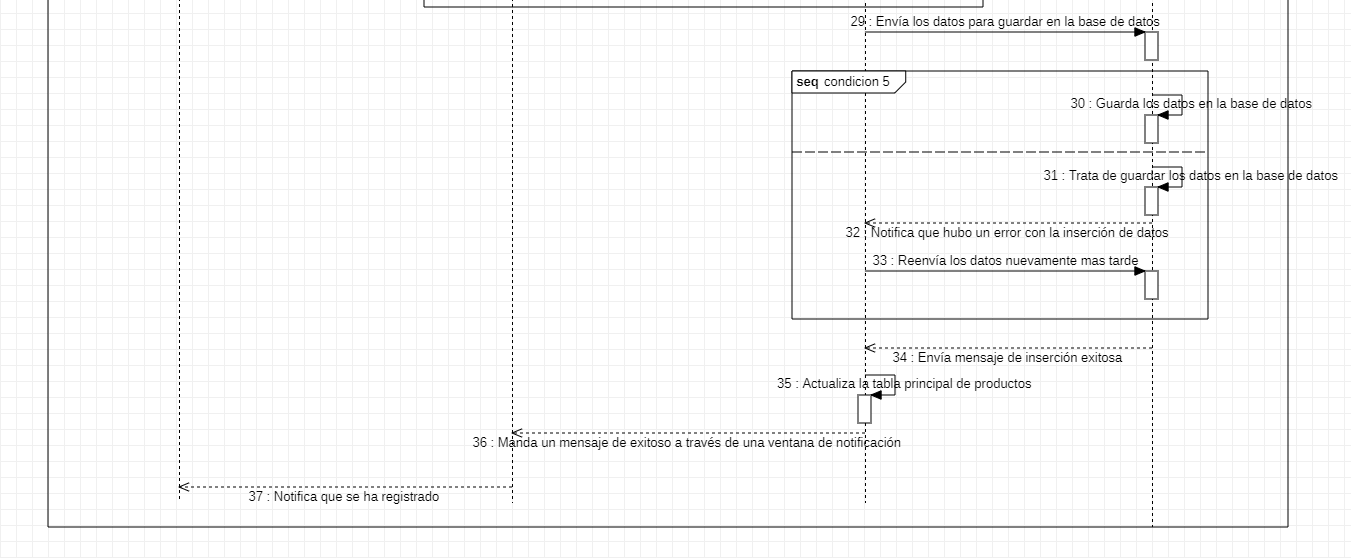 29 : Envía los datos para guardar en la base de datos
seq condicion 5
30 : Guarda los datos en la base de datos
31 : Trata de guardar los datos en la base de datos
32 : Notifica que hubo un error con la inserción de datos
33 : Reenvía los datos nuevamente mas tarde
34 : Envía mensaje de inserción exitosa
35 : Actualiza la tabla principal de productos
36 : Manda un mensaje de exitoso a través de una ventana de notificación
37 : Notifica que se ha registrado